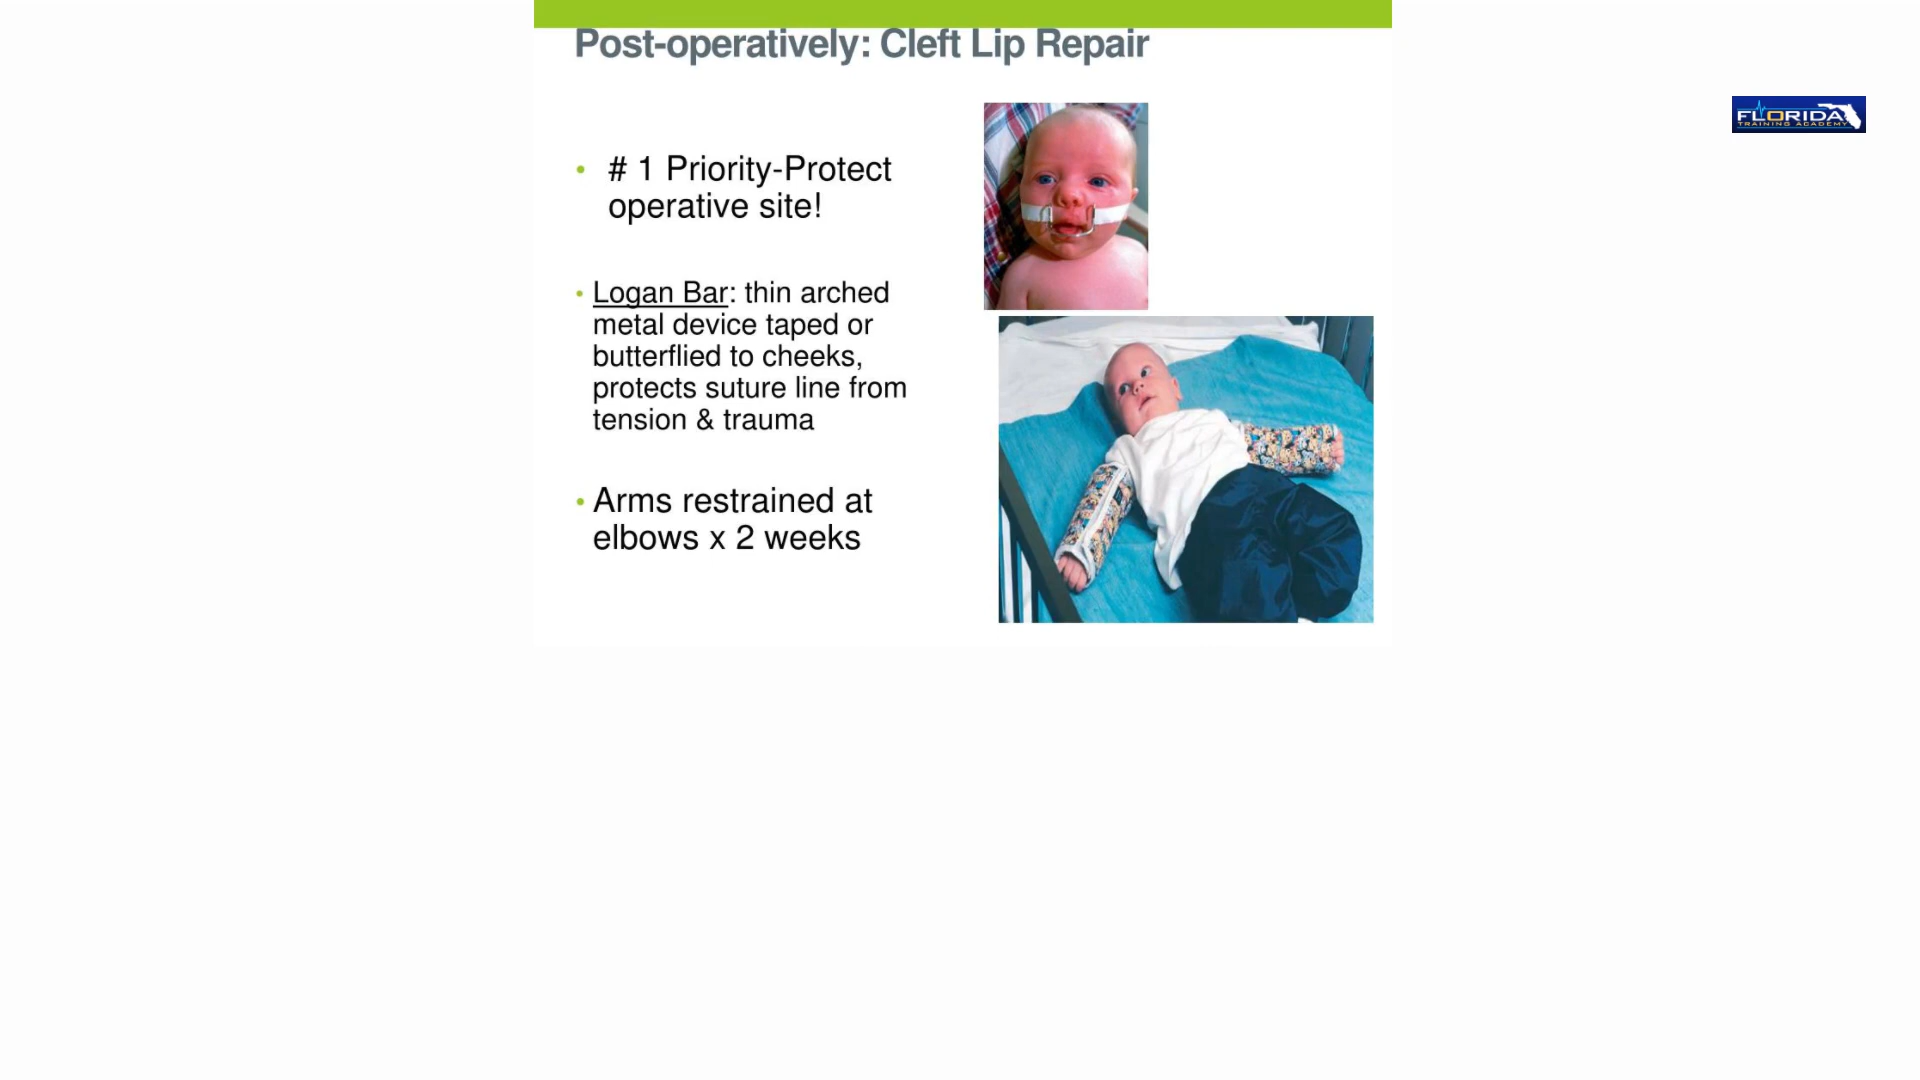 Post-operatively: Cleft Lip Repair
• # 1 Priority-Protect
operative site!
• Logan Bar: thin arched
metal device taped or
butterflied to cheeks,
protects suture line from
tension & trauma
• Arms restrained at
elbows x 2 weeks
FLORIDA
TRAINING ACADEMY